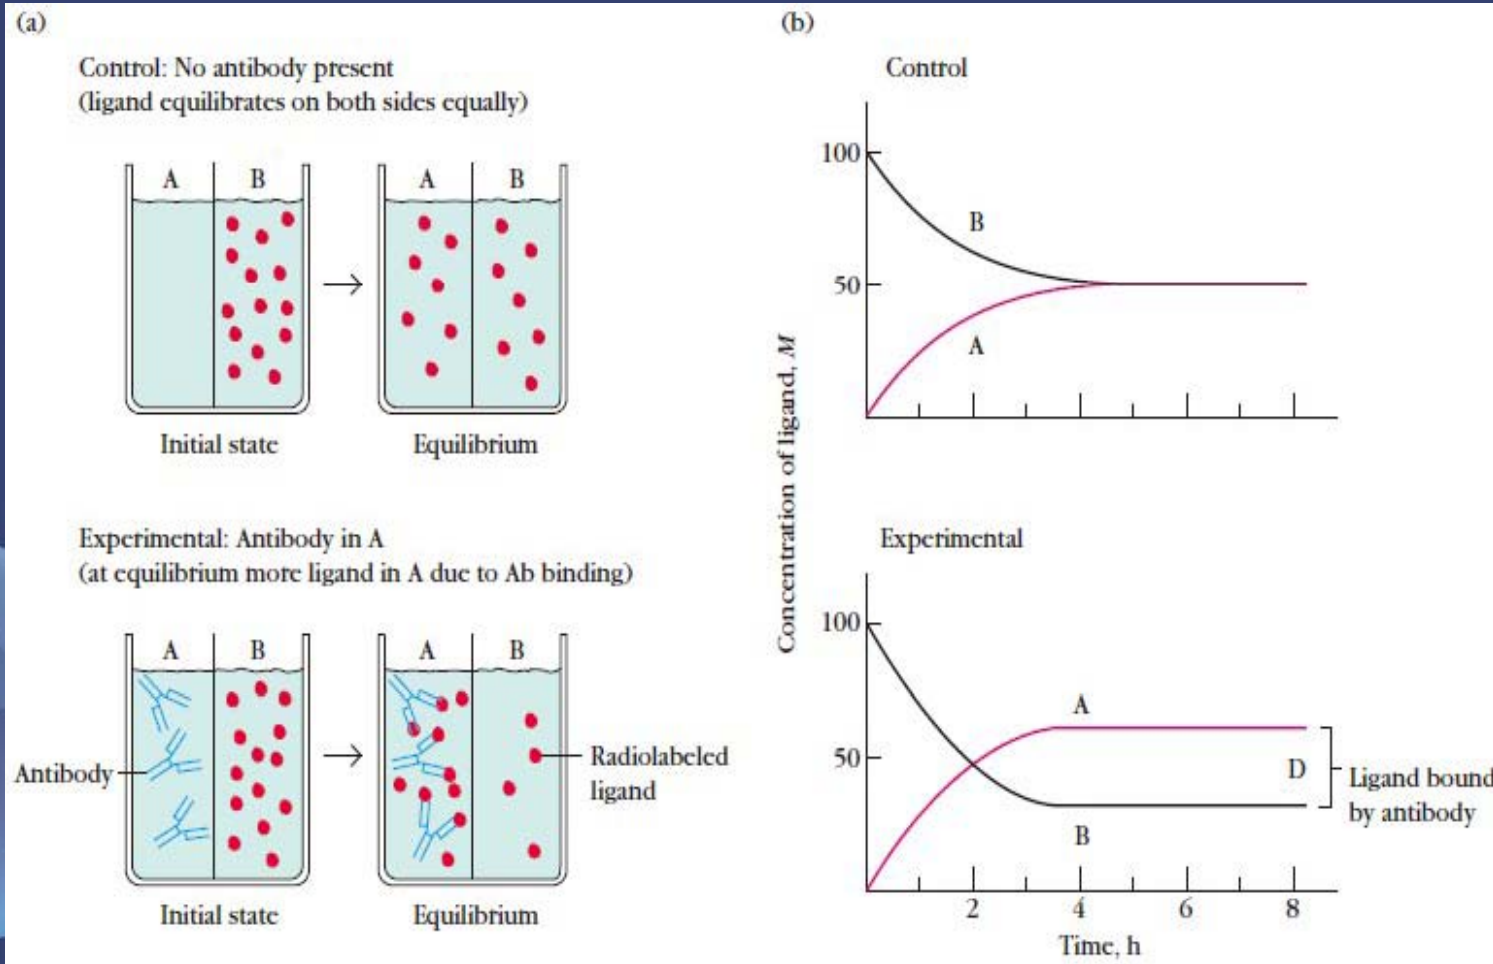 (a)
Control: No antibody present
(ligand equilibrates on both sides equally)
A
B
A
B
Initial state
Equilibrium
Experimental: Antibody in A
(at equilibrium more ligand in A due to Ab binding)
A
B
A
B
Antibody
Radiolabeled
ligand
Initial state
Equilibrium
(b)
Control
100
50
B
A
Concentration of ligand, M
Experimental
100
50
A
B
D
Ligand bound
by antibody
2
4
6
8
Time, h